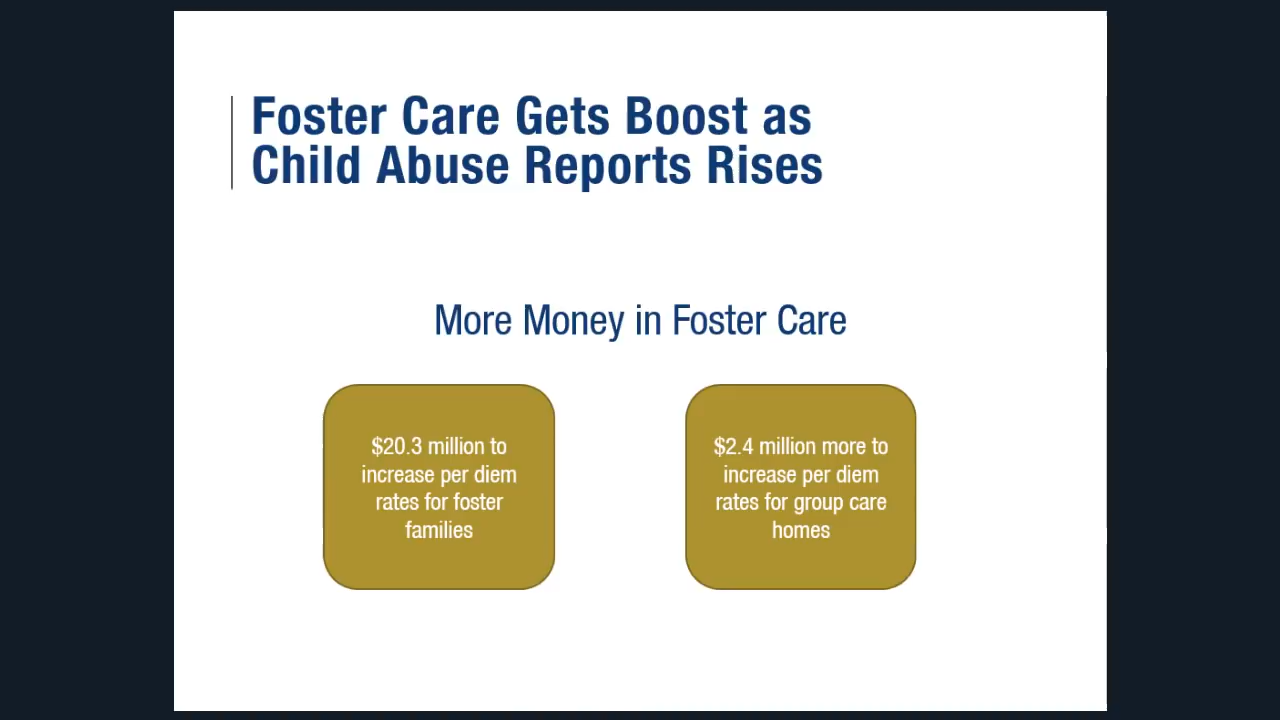 Foster Care Gets Boost as
Child Abuse Reports Rises
More Money in Foster Care
$20.3 million to
increase per diem
rates for foster
families
$2.4 million more to
increase per diem
rates for group care
homes